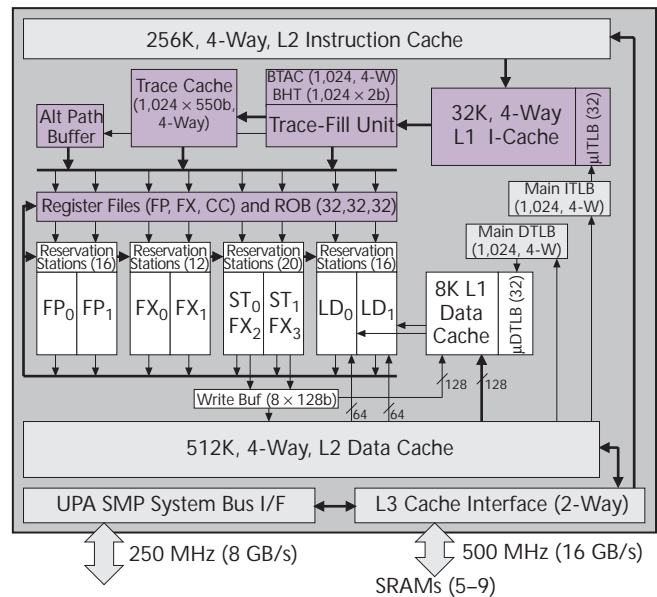 256K, 4-Way, L2 Instruction Cache
Trace Cache
(1,024 × 550b,
4-Way)
BTAC (1,024, 4-W)
BHT (1,024 × 2b)
Trace-Fill Unit
32K, 4-Way
L1 I-Cache
µITLB (32)
Alt Path
Buffer
Main ITLB
(1,024, 4-W)
Register Files (FP, FX, CC) and ROB (32,32,32)
Main DTLB
(1,024, 4-W)
Reservation
Stations (16)
Reservation
Stations (12)
Reservation
Stations (20)
Reservation
Stations (16)
FP0
FP1
FX0
FX1
ST0
FX2
ST1
FX3
LD0
LD1
8K L1
Data
Cache
µDTLB (32)
Write Buf (8 × 128b)
64
64
128
128
512K, 4-Way, L2 Data Cache
UPA SMP System Bus I/F
L3 Cache Interface (2-Way)
250 MHz (8 GB/s)
500 MHz (16 GB/s)
SRAMs (5–9)